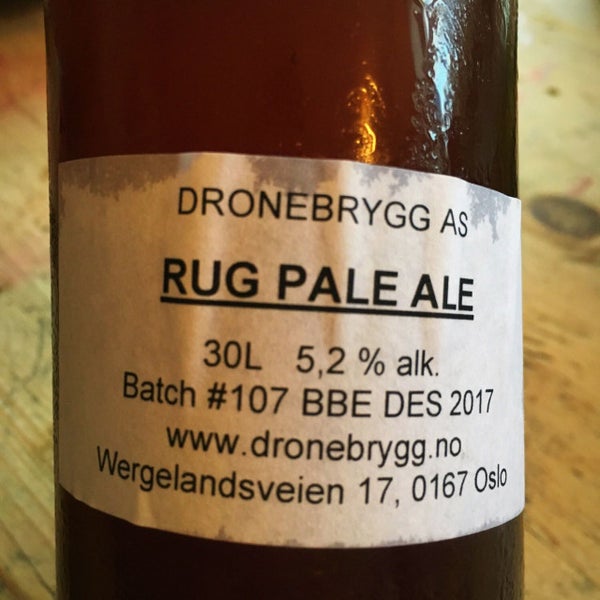 DRONEBRYGG AS
RUG PALE ALE
30L 5,2 % alk.
Batch #107 BBE DES 2017
www.dronebrygg.no
Wergelandsveien 17, 0167 Oslo